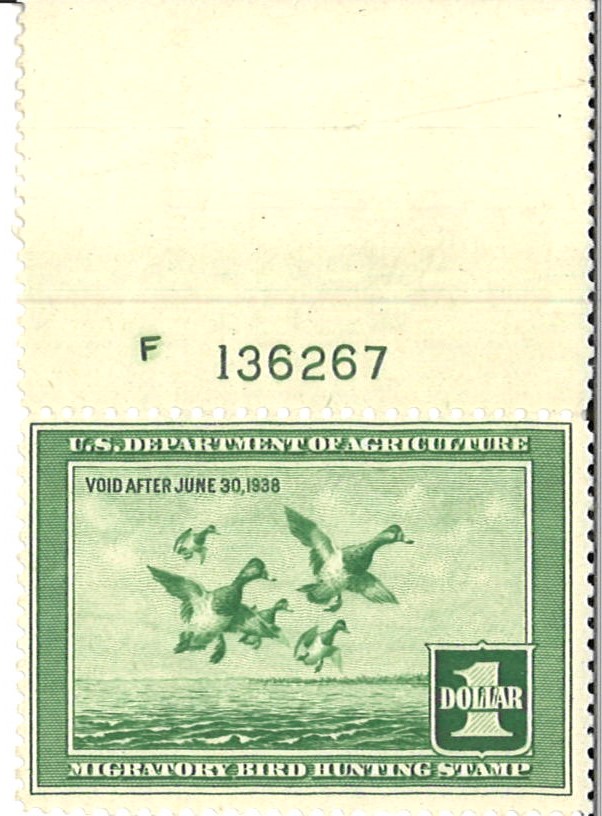 F 136267
U.S. DEPARTMENT OF AGRICULTURE
VOID AFTER JUNE 30, 1938
1
DOLLAR
MIGRATORY BIRD HUNTING STAMP